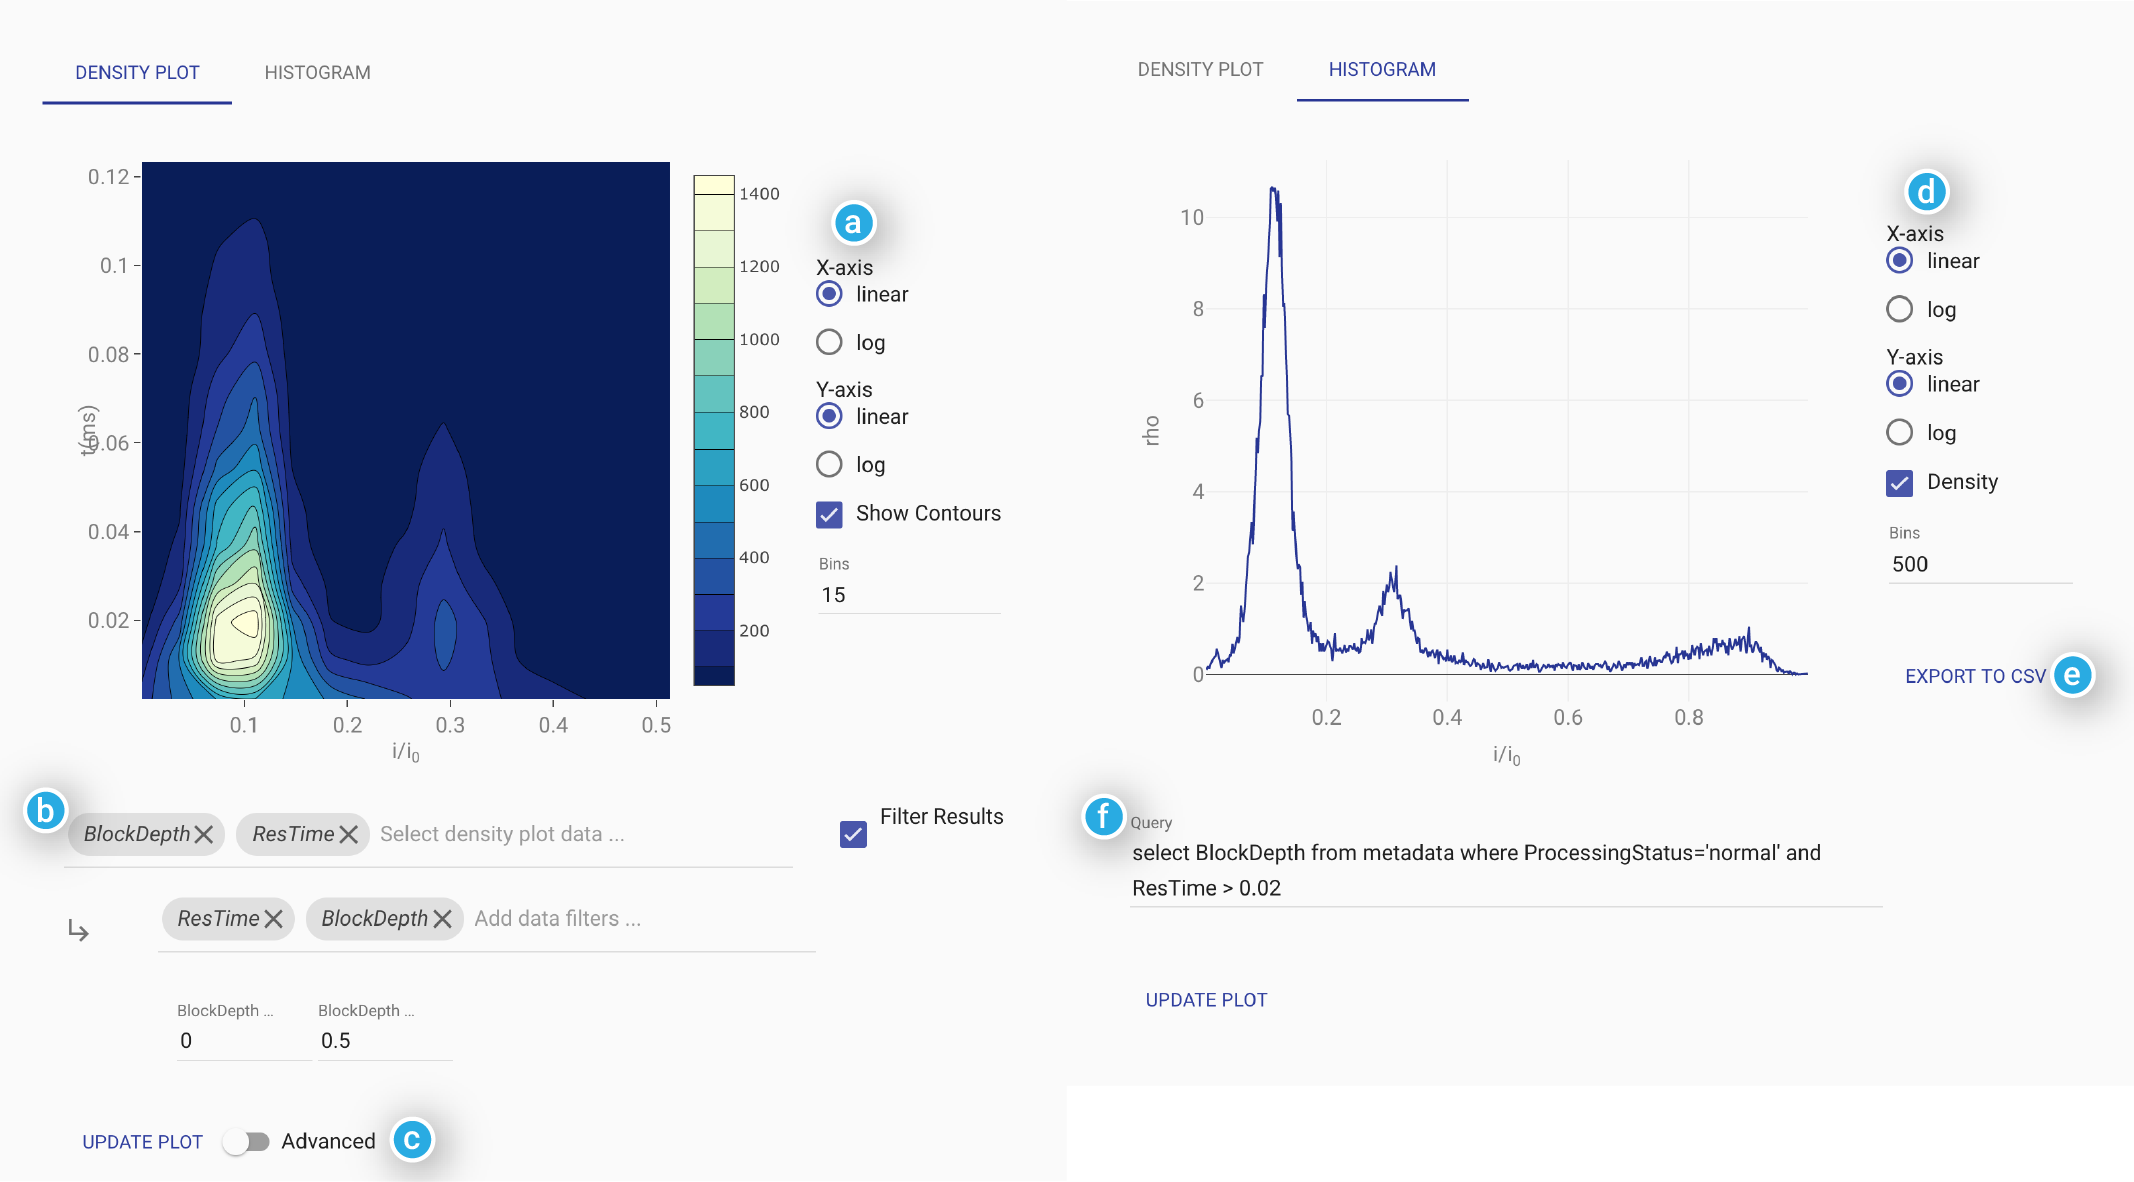 DENSITY PLOT HISTOGRAM
0.12
0.1
0.08
0.06
0.04
0.02
t(ms)
0.1 0.2 0.3 0.4 0.5
i/i0
1400
1200
1000
800
600
400
200
a
X-axis
linear
log
Y-axis
linear
log
Show Contours
Bins
15
b
BlockDepth ResTime Select density plot data ...
Filter Results
ResTime BlockDepth Add data filters ...
BlockDepth ... BlockDepth ...
0 0.5
UPDATE PLOT Advanced c
DENSITY PLOT HISTOGRAM
10
8
6
4
2
0
rho
0.2 0.4 0.6 0.8
i/i0
d
X-axis
linear
log
Y-axis
linear
log
Density
Bins
500
EXPORT TO CSV e
f
Query
select BlockDepth from metadata where ProcessingStatus='normal' and
ResTime > 0.02
UPDATE PLOT